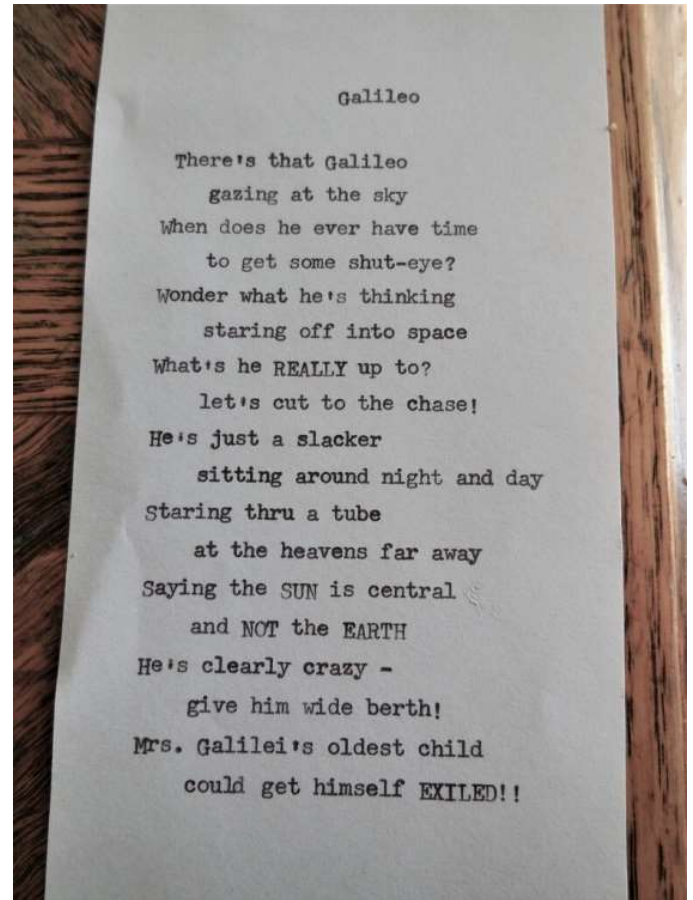 Galileo
There's that Galileo
gazing at the sky
When does he ever have time
to get some shut-eye?
Wonder what he's thinking
staring off into space
What's he REALLY up to?
let's cut to the chase!
He's just a slacker
sitting around night and day
Staring thru a tube
at the heavens far away
Saying the SUN is central
and NOT the EARTH
He's clearly crazy -
give him wide berth!
Mrs. Galilei's oldest child
could get himself EXILED!!